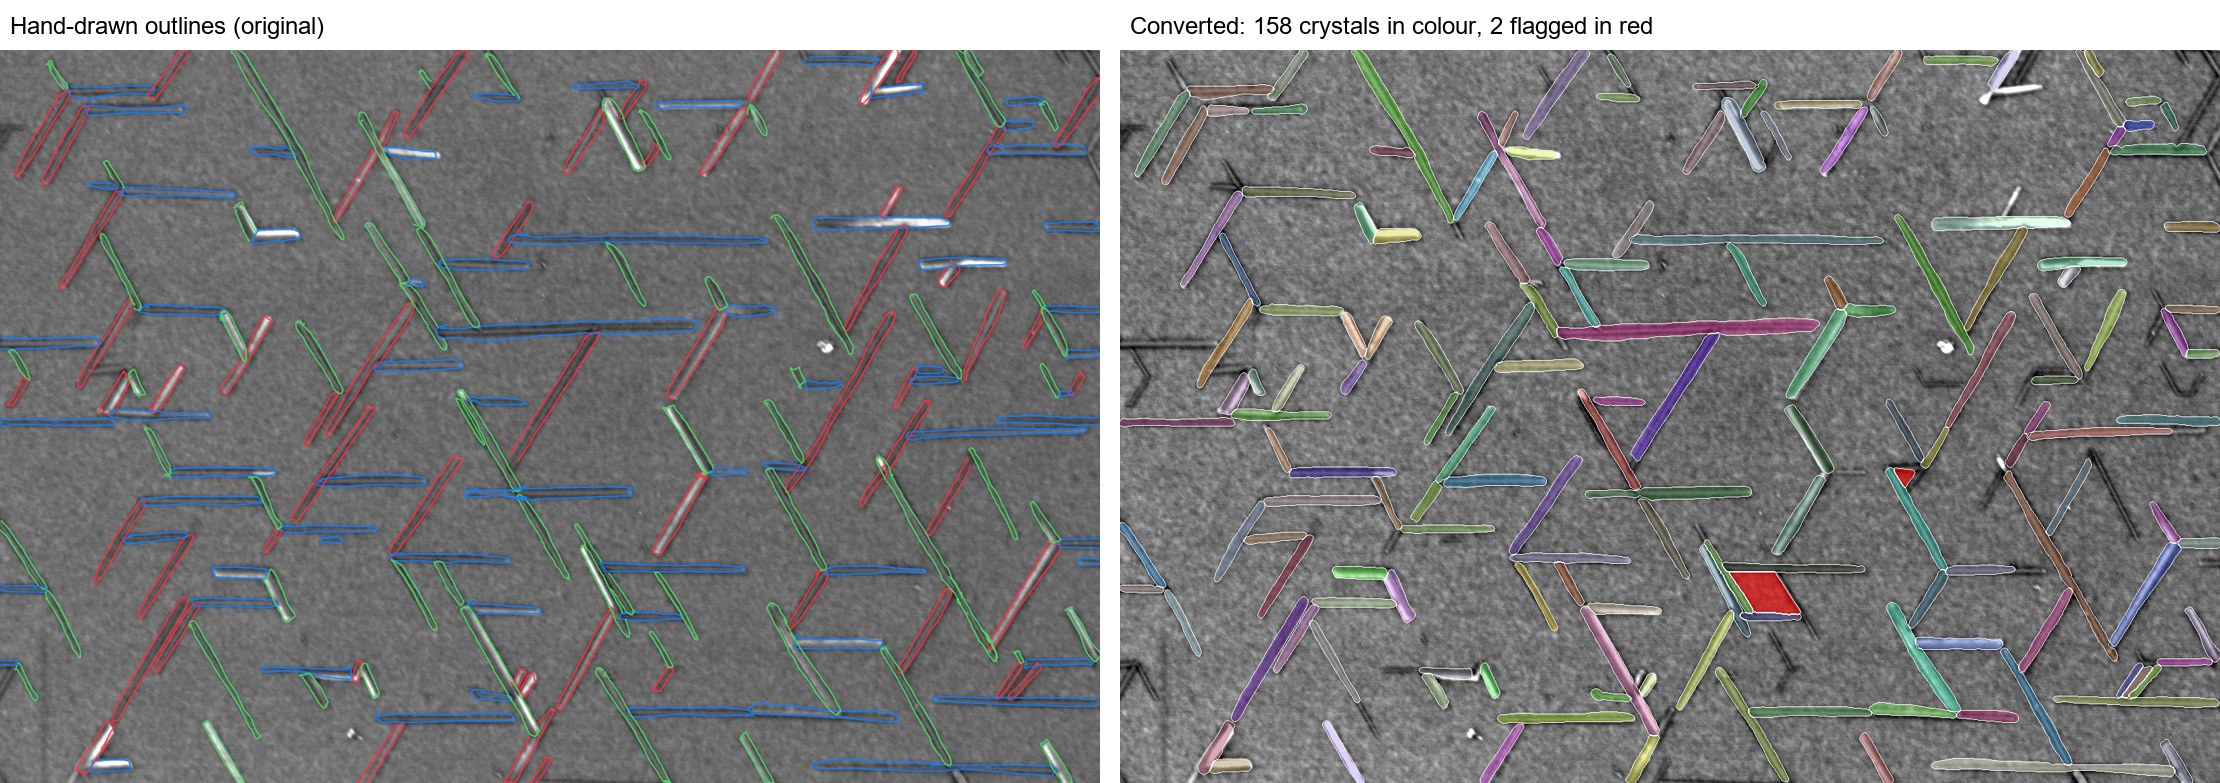 Hand-drawn outlines (original)
Converted: 158 crystals in colour, 2 flagged in red